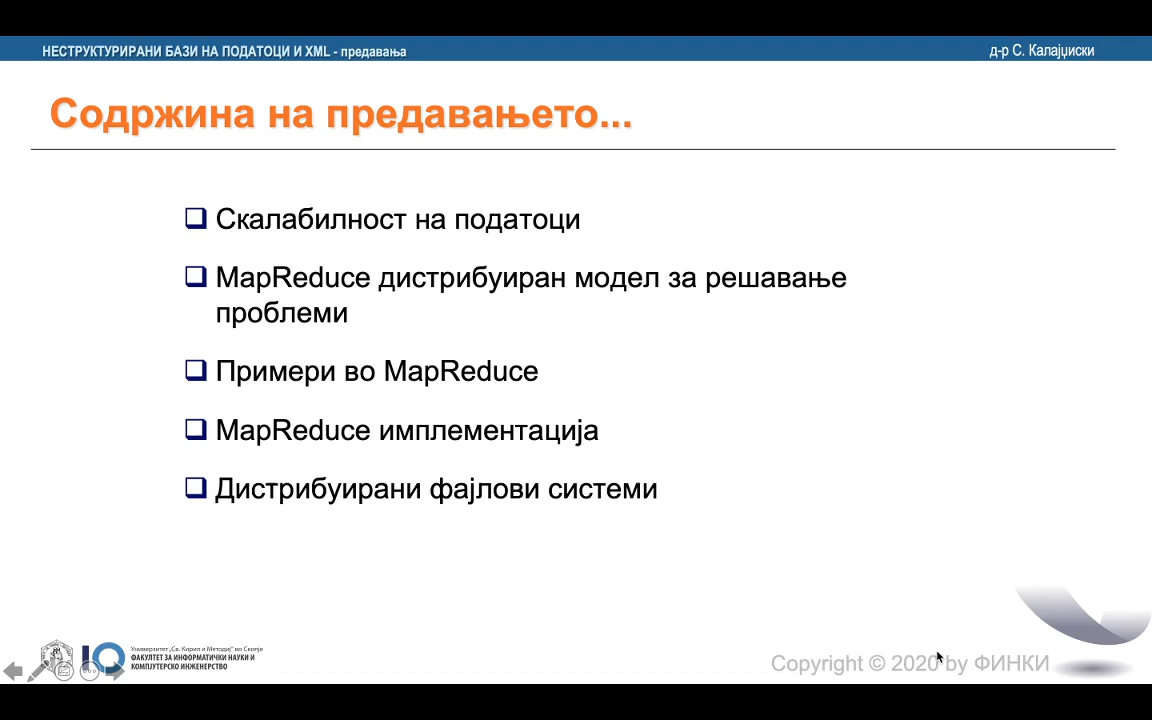 НЕСТРУКТУРИРАНИ БАЗИ НА ПОДАТОЦИ И XML - предавања
д-р С. Калајџиски
Содржина на предавањето...
Скалабилност на податоци
MapReduce дистрибуиран модел за решавање
проблеми
Примери во MapReduce
MapReduce имплементација
Дистрибуирани фајлови системи
Универзитет „Св. Кирил и Методиј" во Скопје
ФАКУЛТЕТ ЗА ИНФОРМАТИЧКИ НАУКИ И
КОМПЈУТЕРСКО ИНЖЕНЕРСТВО
Copyright © 2020 by ФИНКИ